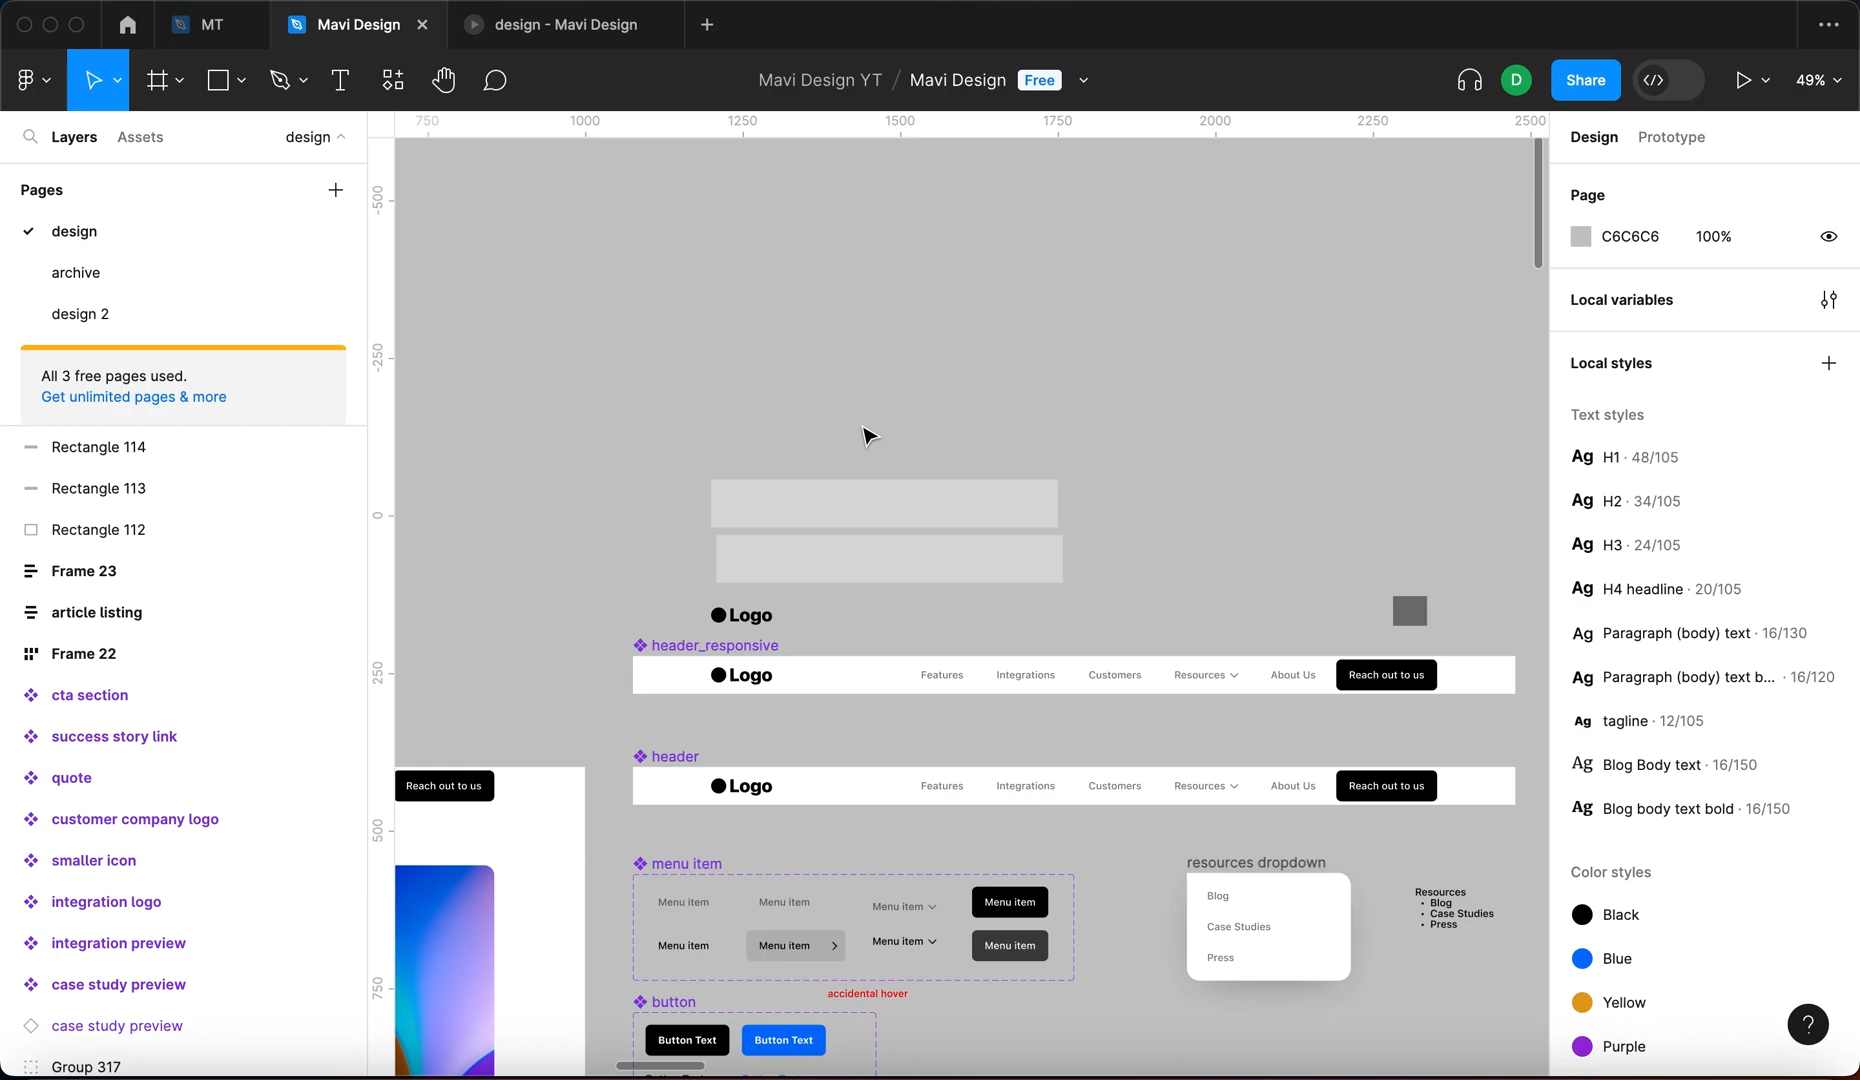 MT
Mavi Design
design - Mavi Design
Mavi Design YT / Mavi Design Free
D
Share
49%
Layers
Assets
design
Pages
design
archive
design 2
All 3 free pages used.
Get unlimited pages & more
Rectangle 114
Rectangle 113
Rectangle 112
Frame 23
article listing
Frame 22
cta section
success story link
quote
customer company logo
smaller icon
integration logo
integration preview
case study preview
case study preview
Group 317
750 1000 1250 1500 1750 2000 2250 2500
-500
-250
0
250
500
750
Logo
header_responsive
Logo Features Integrations Customers Resources About Us Reach out to us
header
Logo Features Integrations Customers Resources About Us Reach out to us
Reach out to us
menu item
Menu item Menu item Menu item Menu item
Menu item Menu item Menu item Menu item
accidental hover
resources dropdown
Blog
Case Studies
Press
Resources
• Blog
• Case Studies
• Press
button
Button Text Button Text
Design Prototype
Page
C6C6C6 100%
Local variables
Local styles
Text styles
Ag H1 · 48/105
Ag H2 · 34/105
Ag H3 · 24/105
Ag H4 headline · 20/105
Ag Paragraph (body) text · 16/130
Ag Paragraph (body) text b... · 16/120
Ag tagline · 12/105
Ag Blog Body text · 16/150
Ag Blog body text bold · 16/150
Color styles
Black
Blue
Yellow
Purple
?